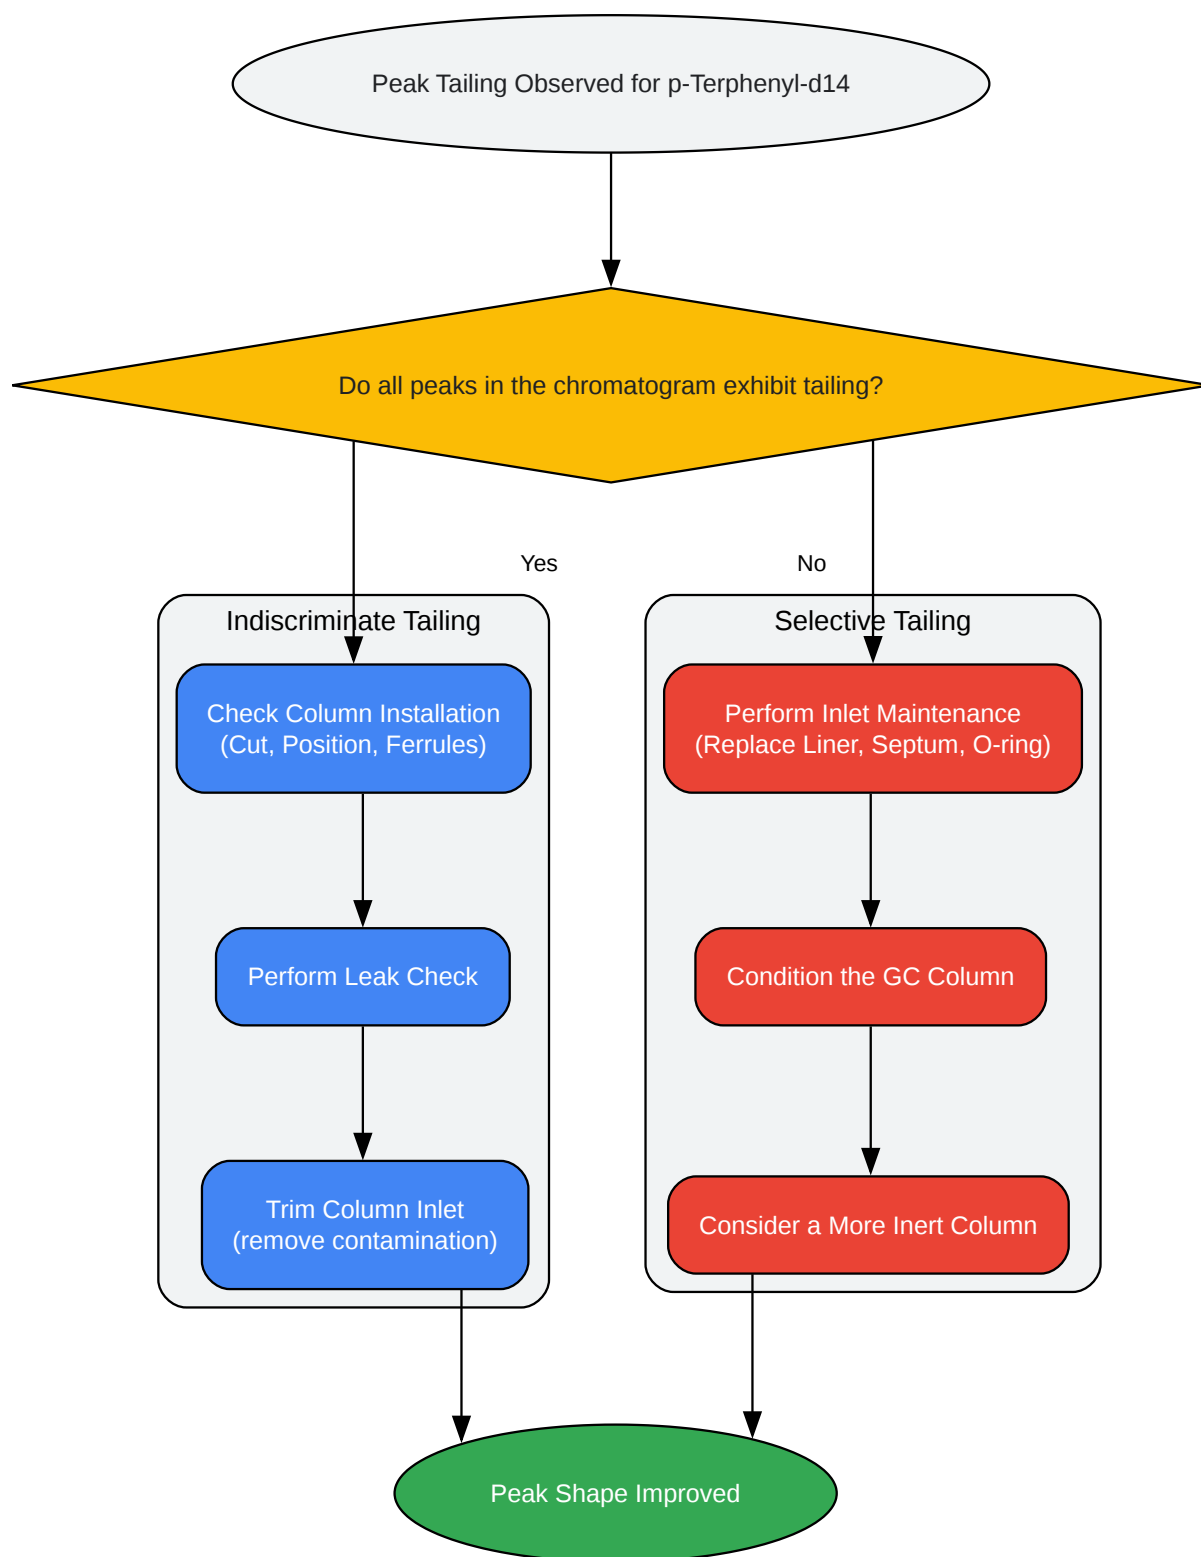 Peak Tailing Observed for p-Terphenyl-d14
Do all peaks in the chromatogram exhibit tailing?
Yes
No
Indiscriminate Tailing
Check Column Installation
(Cut, Position, Ferrules)
Perform Leak Check
Trim Column Inlet
(remove contamination)
Selective Tailing
Perform Inlet Maintenance
(Replace Liner, Septum, O-ring)
Condition the GC Column
Consider a More Inert Column
Peak Shape Improved